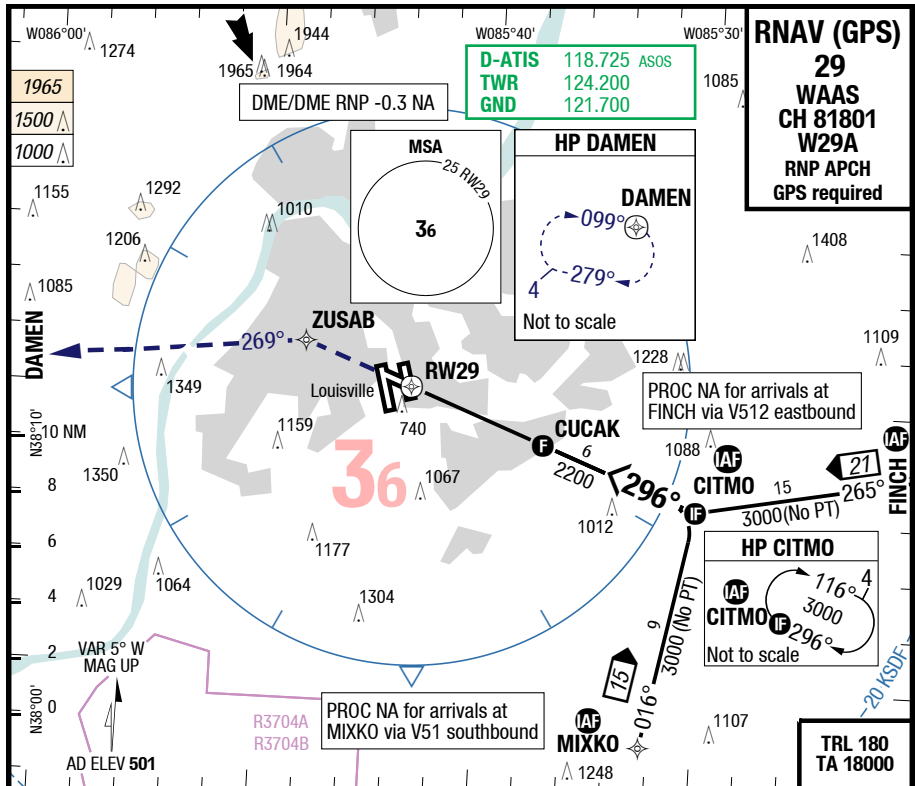 W086°00'
1274
1944
1965
1964
W085°40'
W085°30'
1085
RNAV (GPS)
29
WAAS
CH 81801
W29A
RNP APCH
GPS required
D-ATIS 118.725 ASOS
TWR 124.200
GND 121.700
1965
1500
1000
DME/DME RNP -0.3 NA
MSA
25 RW29
36
HP DAMEN
DAMEN
099°
279°
4
Not to scale
1155
1292
1010
1206
1408
1085
DAMEN
269°
ZUSAB
1109
1228
1349
Louisville
RW29
740
PROC NA for arrivals at
FINCH via V512 eastbound
N38°10'
10 NM
1159
36
CUCAK
F
6
2200
296°
1088
IAF
CITMO
IAF
FINCH
21
265°
15
3000(No PT)
1350
8
1067
1012
IF
6
1177
HP CITMO
IAF
CITMO
IF
116°
4
3000
296°
Not to scale
1029
1064
4
1304
9
3000 (No PT)
VAR 5° W
MAG UP
2
15
016°
20 KSDF
N38°00'
0
R3704A
R3704B
PROC NA for arrivals at
MIXKO via V51 southbound
IAF
MIXKO
1107
AD ELEV 501
1248
TRL 180
TA 18000